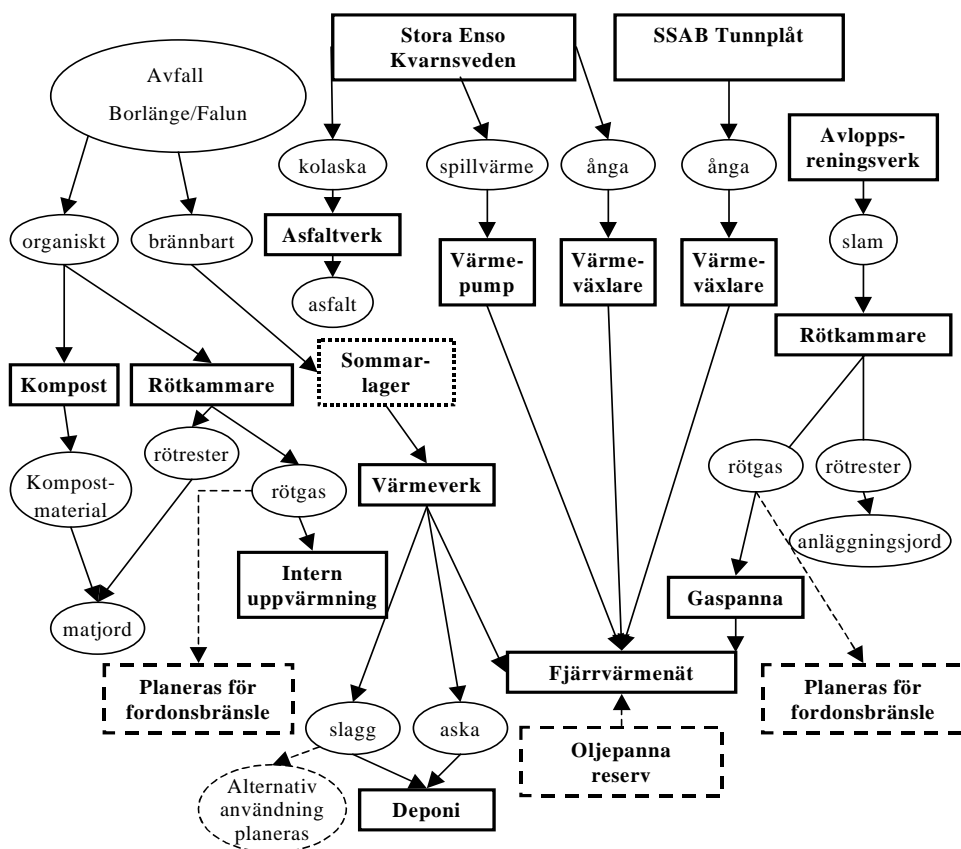 Stora Enso
Kvarnsveden
SSAB Tunnplåt
Avfall
Borlänge/Falun
Avlopps-
reningsverk
kolaska
spillvärme
ånga
ånga
organiskt
brännbart
Asfaltverk
slam
Värme-
pump
Värme-
växlare
Värme-
växlare
asfalt
Rötkammare
Sommar-
lager
Kompost
Rötkammare
rötrester
rötgas
rötrester
Kompost-
material
rötgas
Värmeverk
anläggningsjord
Intern
uppvärmning
Gaspanna
matjord
Fjärrvärmenät
Planeras för
fordonsbränsle
Planeras för
fordonsbränsle
slagg
aska
Oljepanna
reserv
Alternativ
användning
planeras
Deponi